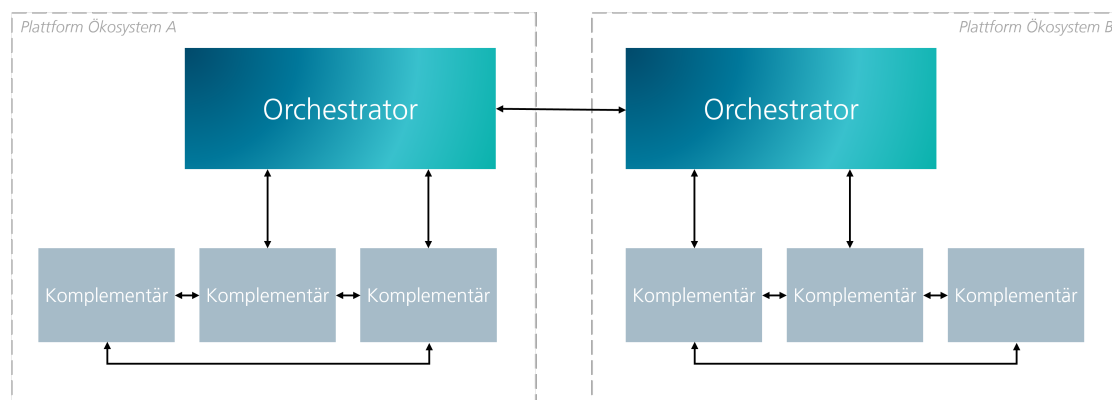 Plattform Ökosystem A
Plattform Ökosystem B
Orchestrator
Orchestrator
Komplementär
Komplementär
Komplementär
Komplementär
Komplementär
Komplementär